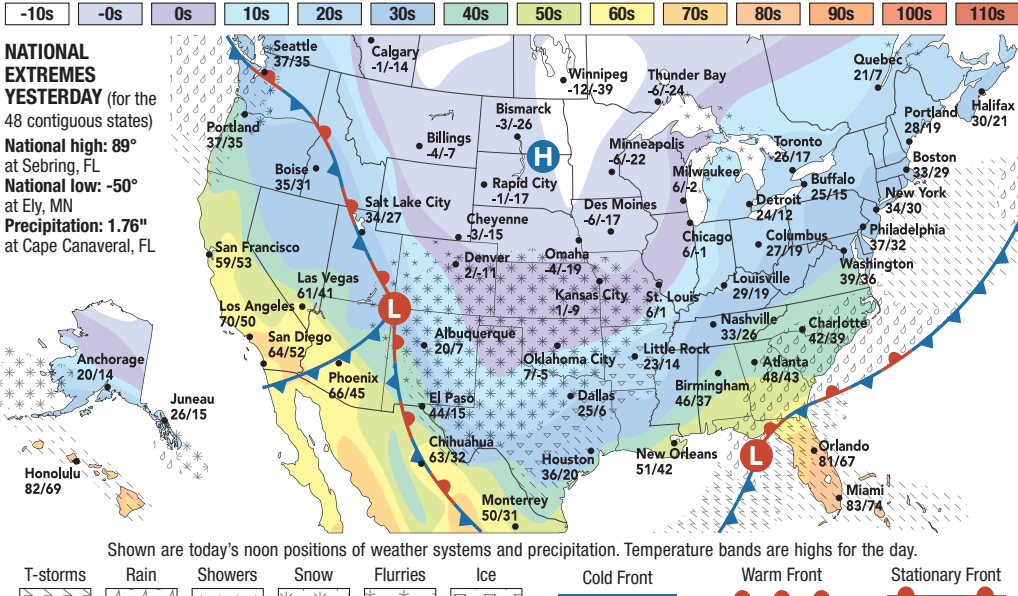 -10s -0s 0s 10s 20s 30s 40s 50s 60s 70s 80s 90s 100s 110s
NATIONAL
EXTREMES
YESTERDAY (for the
48 contiguous states)
National high: 89°
at Sebring, FL
National low: -50°
at Ely, MN
Precipitation: 1.76"
at Cape Canaveral, FL
Seattle
37/35
Calgary
-1/-14
Winnipeg
-12/-39
Thunder Bay
-6/-24
Quebec
21/7
Halifax
30/21
Portland
28/19
Portland
37/35
Billings
-4/-7
Bismarck
-3/-26
H
Minneapolis
-6/-22
Toronto
26/17
Boston
33/29
Boise
35/31
Rapid City
-1/-17
Milwaukee
6/-2
Buffalo
25/15
New York
34/30
Salt Lake City
34/27
Cheyenne
-3/-15
Des Moines
-6/-17
Detroit
24/12
Philadelphia
37/32
San Francisco
59/53
Denver
2/-11
Omaha
-4/-19
Chicago
6/-1
Columbus
27/19
Washington
39/36
Las Vegas
61/41
L
Kansas City
1/-9
St. Louis
6/1
Louisville
29/19
Los Angeles
70/50
Nashville
33/26
Charlotte
42/39
San Diego
64/52
Albuquerque
20/7
Oklahoma City
7/-5
Little Rock
23/14
Atlanta
48/43
Anchorage
20/14
Phoenix
66/45
Birmingham
46/37
Juneau
26/15
El Paso
44/15
Dallas
25/6
Chihuahua
63/32
Houston
36/20
New Orleans
51/42
L
Orlando
81/67
Honolulu
82/69
Monterrey
50/31
Miami
83/74
Shown are today's noon positions of weather systems and precipitation. Temperature bands are highs for the day.
T-storms Rain Showers Snow Flurries Ice Cold Front Warm Front Stationary Front